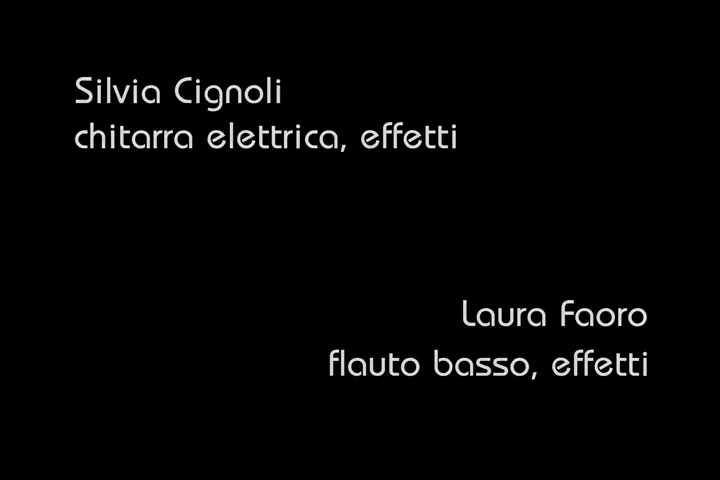 Silvia Cignoli
chitarra elettrica, effetti
Laura Faoro
flauto basso, effetti